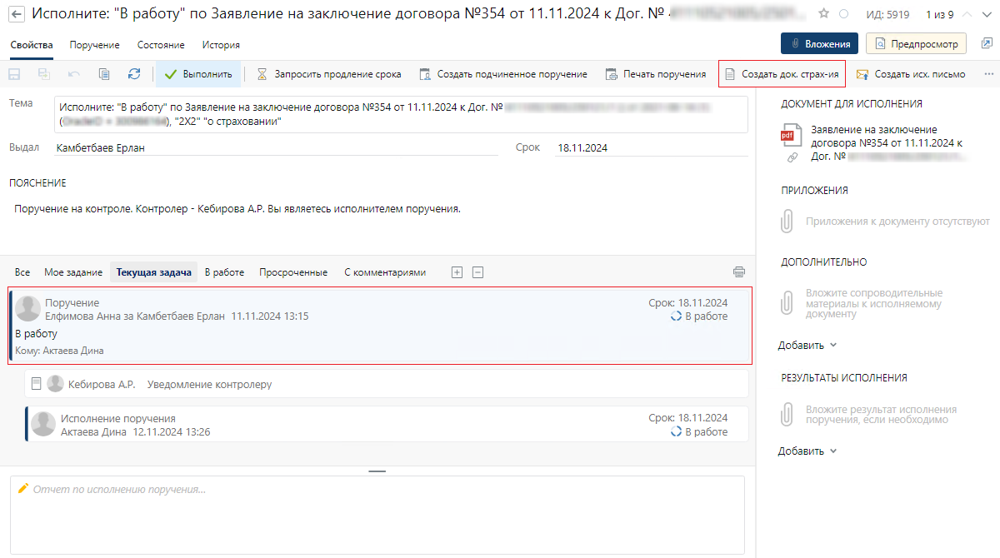 Исполните: "В работу" по Заявление на заключение договора №354 от 11.11.2024 к Дог. №
ИД: 5919
1 из 9
Свойства
Поручение
Состояние
История
Вложения
Предпросмотр
Выполнить
Запросить продление срока
Создать подчиненное поручение
Печать поручения
Создать док. страх-ия
Создать исх. письмо
Тема
Исполните: "В работу" по Заявление на заключение договора №354 от 11.11.2024 к Дог. №
"2X2" "о страховании"
Выдал
Камбетбаев Ерлан
Срок
18.11.2024
ПОЯСНЕНИЕ
Поручение на контроле. Контролер - Кебирова А.Р. Вы являетесь исполнителем поручения.
Все
Мое задание
Текущая задача
В работе
Просроченные
С комментариями
Поручение
Срок: 18.11.2024
Елфимова Анна за Камбетбаев Ерлан 11.11.2024 13:15
В работе
В работу
Кому: Актаева Дина
Кебирова А.Р. Уведомление контролеру
Исполнение поручения
Срок: 18.11.2024
Актаева Дина 12.11.2024 13:26
В работе
Отчет по исполнению поручения...
ДОКУМЕНТ ДЛЯ ИСПОЛНЕНИЯ
pdf
Заявление на заключение
договора №354 от 11.11.2024 к
Дог. №
ПРИЛОЖЕНИЯ
Приложения к документу отсутствуют
ДОПОЛНИТЕЛЬНО
Вложите сопроводительные
материалы к исполняемому
документу
Добавить
РЕЗУЛЬТАТЫ ИСПОЛНЕНИЯ
Вложите результат исполнения
поручения, если необходимо
Добавить